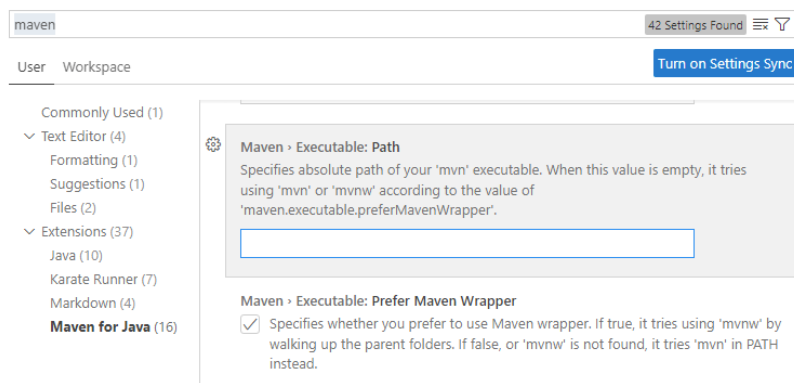 maven
42 Settings Found
User Workspace
Turn on Settings Sync
Commonly Used (1)
Text Editor (4)
Formatting (1)
Suggestions (1)
Files (2)
Extensions (37)
Java (10)
Karate Runner (7)
Markdown (4)
Maven for Java (16)
Maven › Executable: Path
Specifies absolute path of your 'mvn' executable. When this value is empty, it tries
using 'mvn' or 'mvnw' according to the value of
'maven.executable.preferMavenWrapper'.
Maven › Executable: Prefer Maven Wrapper
Specifies whether you prefer to use Maven wrapper. If true, it tries using 'mvnw' by
walking up the parent folders. If false, or 'mvnw' is not found, it tries 'mvn' in PATH
instead.